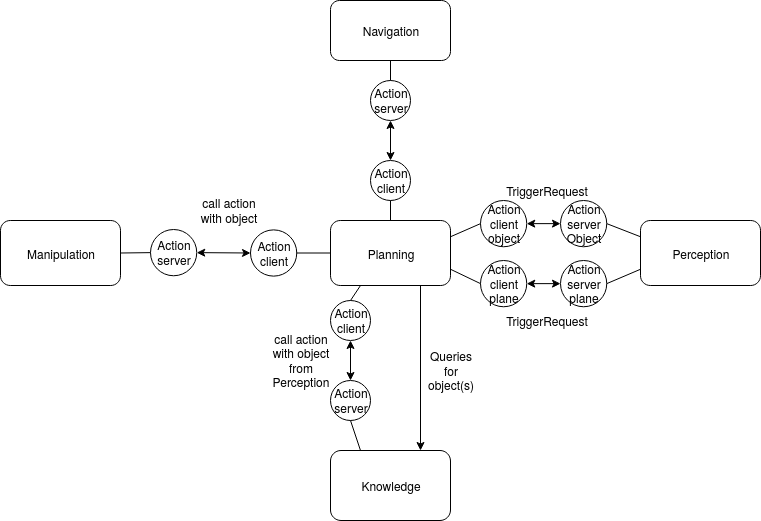 Navigation
Action
server
Action
client
call action
with object
TriggerRequest
Action
client
object
Action
server
Object
Manipulation
Action
server
Action
client
Planning
Perception
Action
client
plane
Action
server
plane
TriggerRequest
Action
client
call action
with object
from
Perception
Queries
for
object(s)
Action
server
Knowledge